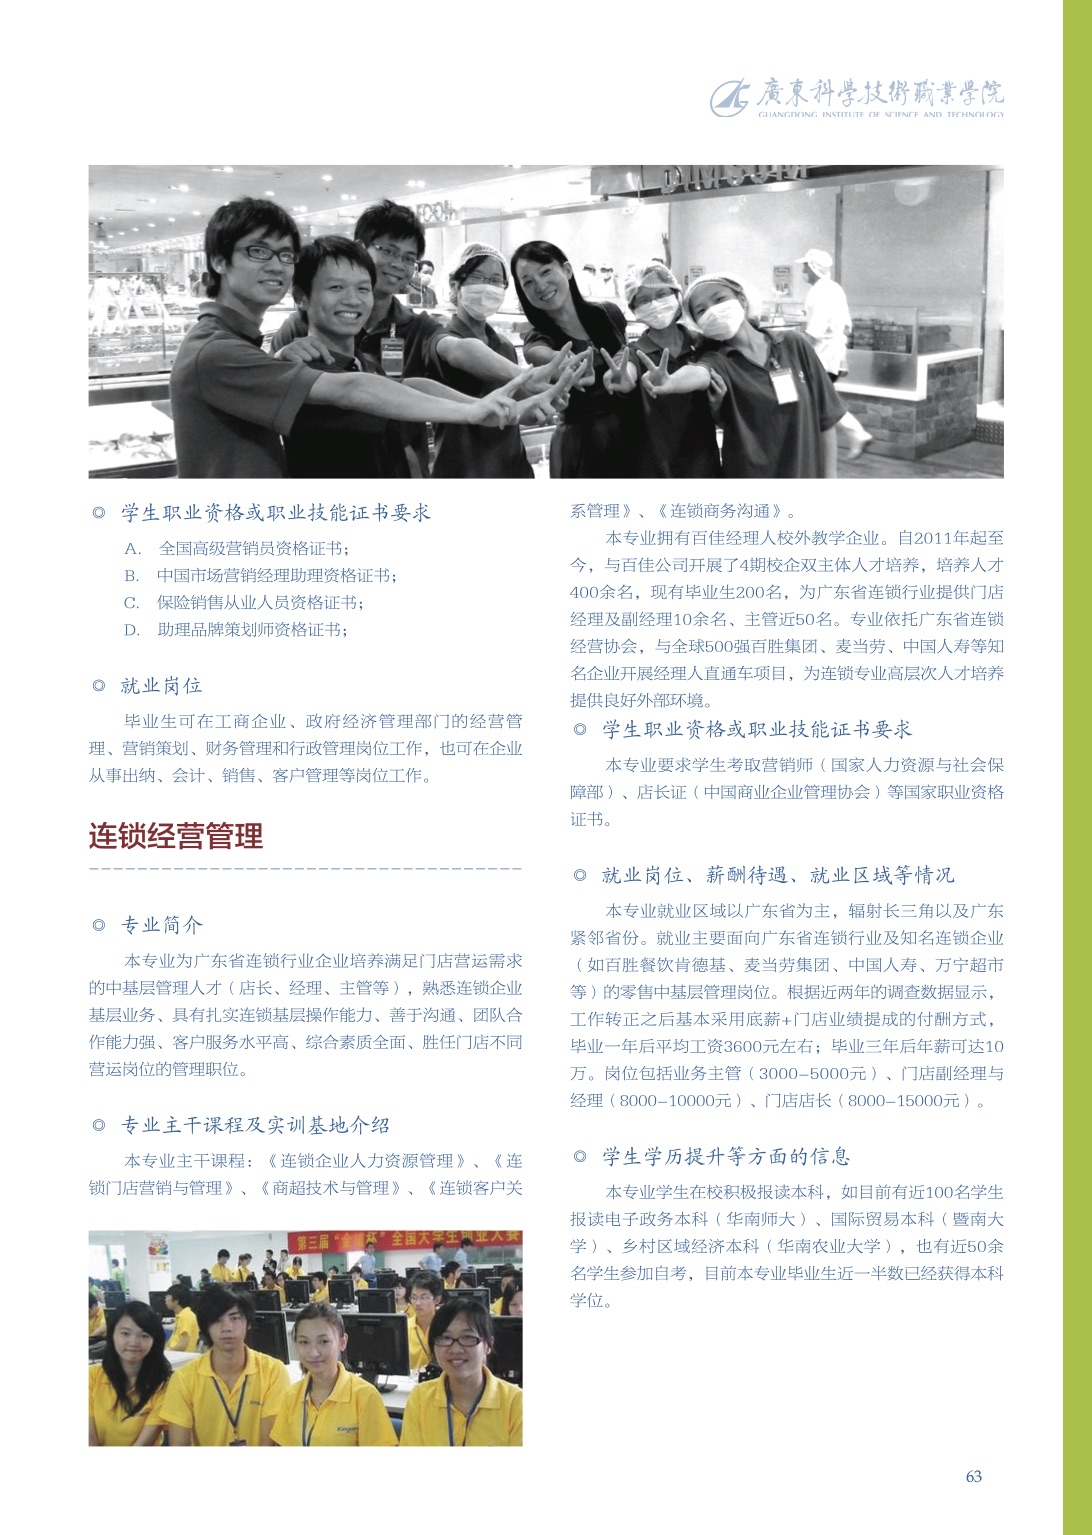 廣東科学技術職業學院
GUANGDONG INSTITUTE OF SCIENCE AND TECHNOLOGY
DIMSUM
◎ 学生职业资格或职业技能证书要求
A. 全国高级营销员资格证书；
B. 中国市场营销经理助理资格证书；
C. 保险销售从业人员资格证书；
D. 助理品牌策划师资格证书；
◎ 就业岗位
毕业生可在工商企业、政府经济管理部门的经营管
理、营销策划、财务管理和行政管理岗位工作，也可在企业
从事出纳、会计、销售、客户管理等岗位工作。
连锁经营管理
◎ 专业简介
本专业为广东省连锁行业企业培养满足门店营运需求
的中基层管理人才（店长、经理、主管等），熟悉连锁企业
基层业务、具有扎实连锁基层操作能力、善于沟通、团队合
作能力强、客户服务水平高、综合素质全面、胜任门店不同
营运岗位的管理职位。
◎ 专业主干课程及实训基地介绍
本专业主干课程：《连锁企业人力资源管理》、《连
锁门店营销与管理》、《商超技术与管理》、《连锁客户关
系管理》、《连锁商务沟通》。
本专业拥有百佳经理人校外教学企业。自2011年起至
今，与百佳公司开展了4期校企双主体人才培养，培养人才
400余名，现有毕业生200名，为广东省连锁行业提供门店
经理及副经理10余名、主管近50名。专业依托广东省连锁
经营协会，与全球500强百胜集团、麦当劳、中国人寿等知
名企业开展经理人直通车项目，为连锁专业高层次人才培养
提供良好外部环境。
◎ 学生职业资格或职业技能证书要求
本专业要求学生考取营销师（国家人力资源与社会保
障部）、店长证（中国商业企业管理协会）等国家职业资格
证书。
◎ 就业岗位、薪酬待遇、就业区域等情况
本专业就业区域以广东省为主，辐射长三角以及广东
紧邻省份。就业主要面向广东省连锁行业及知名连锁企业
（如百胜餐饮肯德基、麦当劳集团、中国人寿、万宁超市
等）的零售中基层管理岗位。根据近两年的调查数据显示，
工作转正之后基本采用底薪+门店业绩提成的付酬方式，
毕业一年后平均工资3600元左右；毕业三年后年薪可达10
万。岗位包括业务主管（3000-5000元）、门店副经理与
经理（8000-10000元）、门店店长（8000-15000元）。
◎ 学生学历提升等方面的信息
本专业学生在校积极报读本科，如目前有近100名学生
报读电子政务本科（华南师大）、国际贸易本科（暨南大
学）、乡村区域经济本科（华南农业大学），也有近50余
名学生参加自考，目前本专业毕业生近一半数已经获得本科
学位。
第三届“金蝶杯”全国大学生创业大赛
63